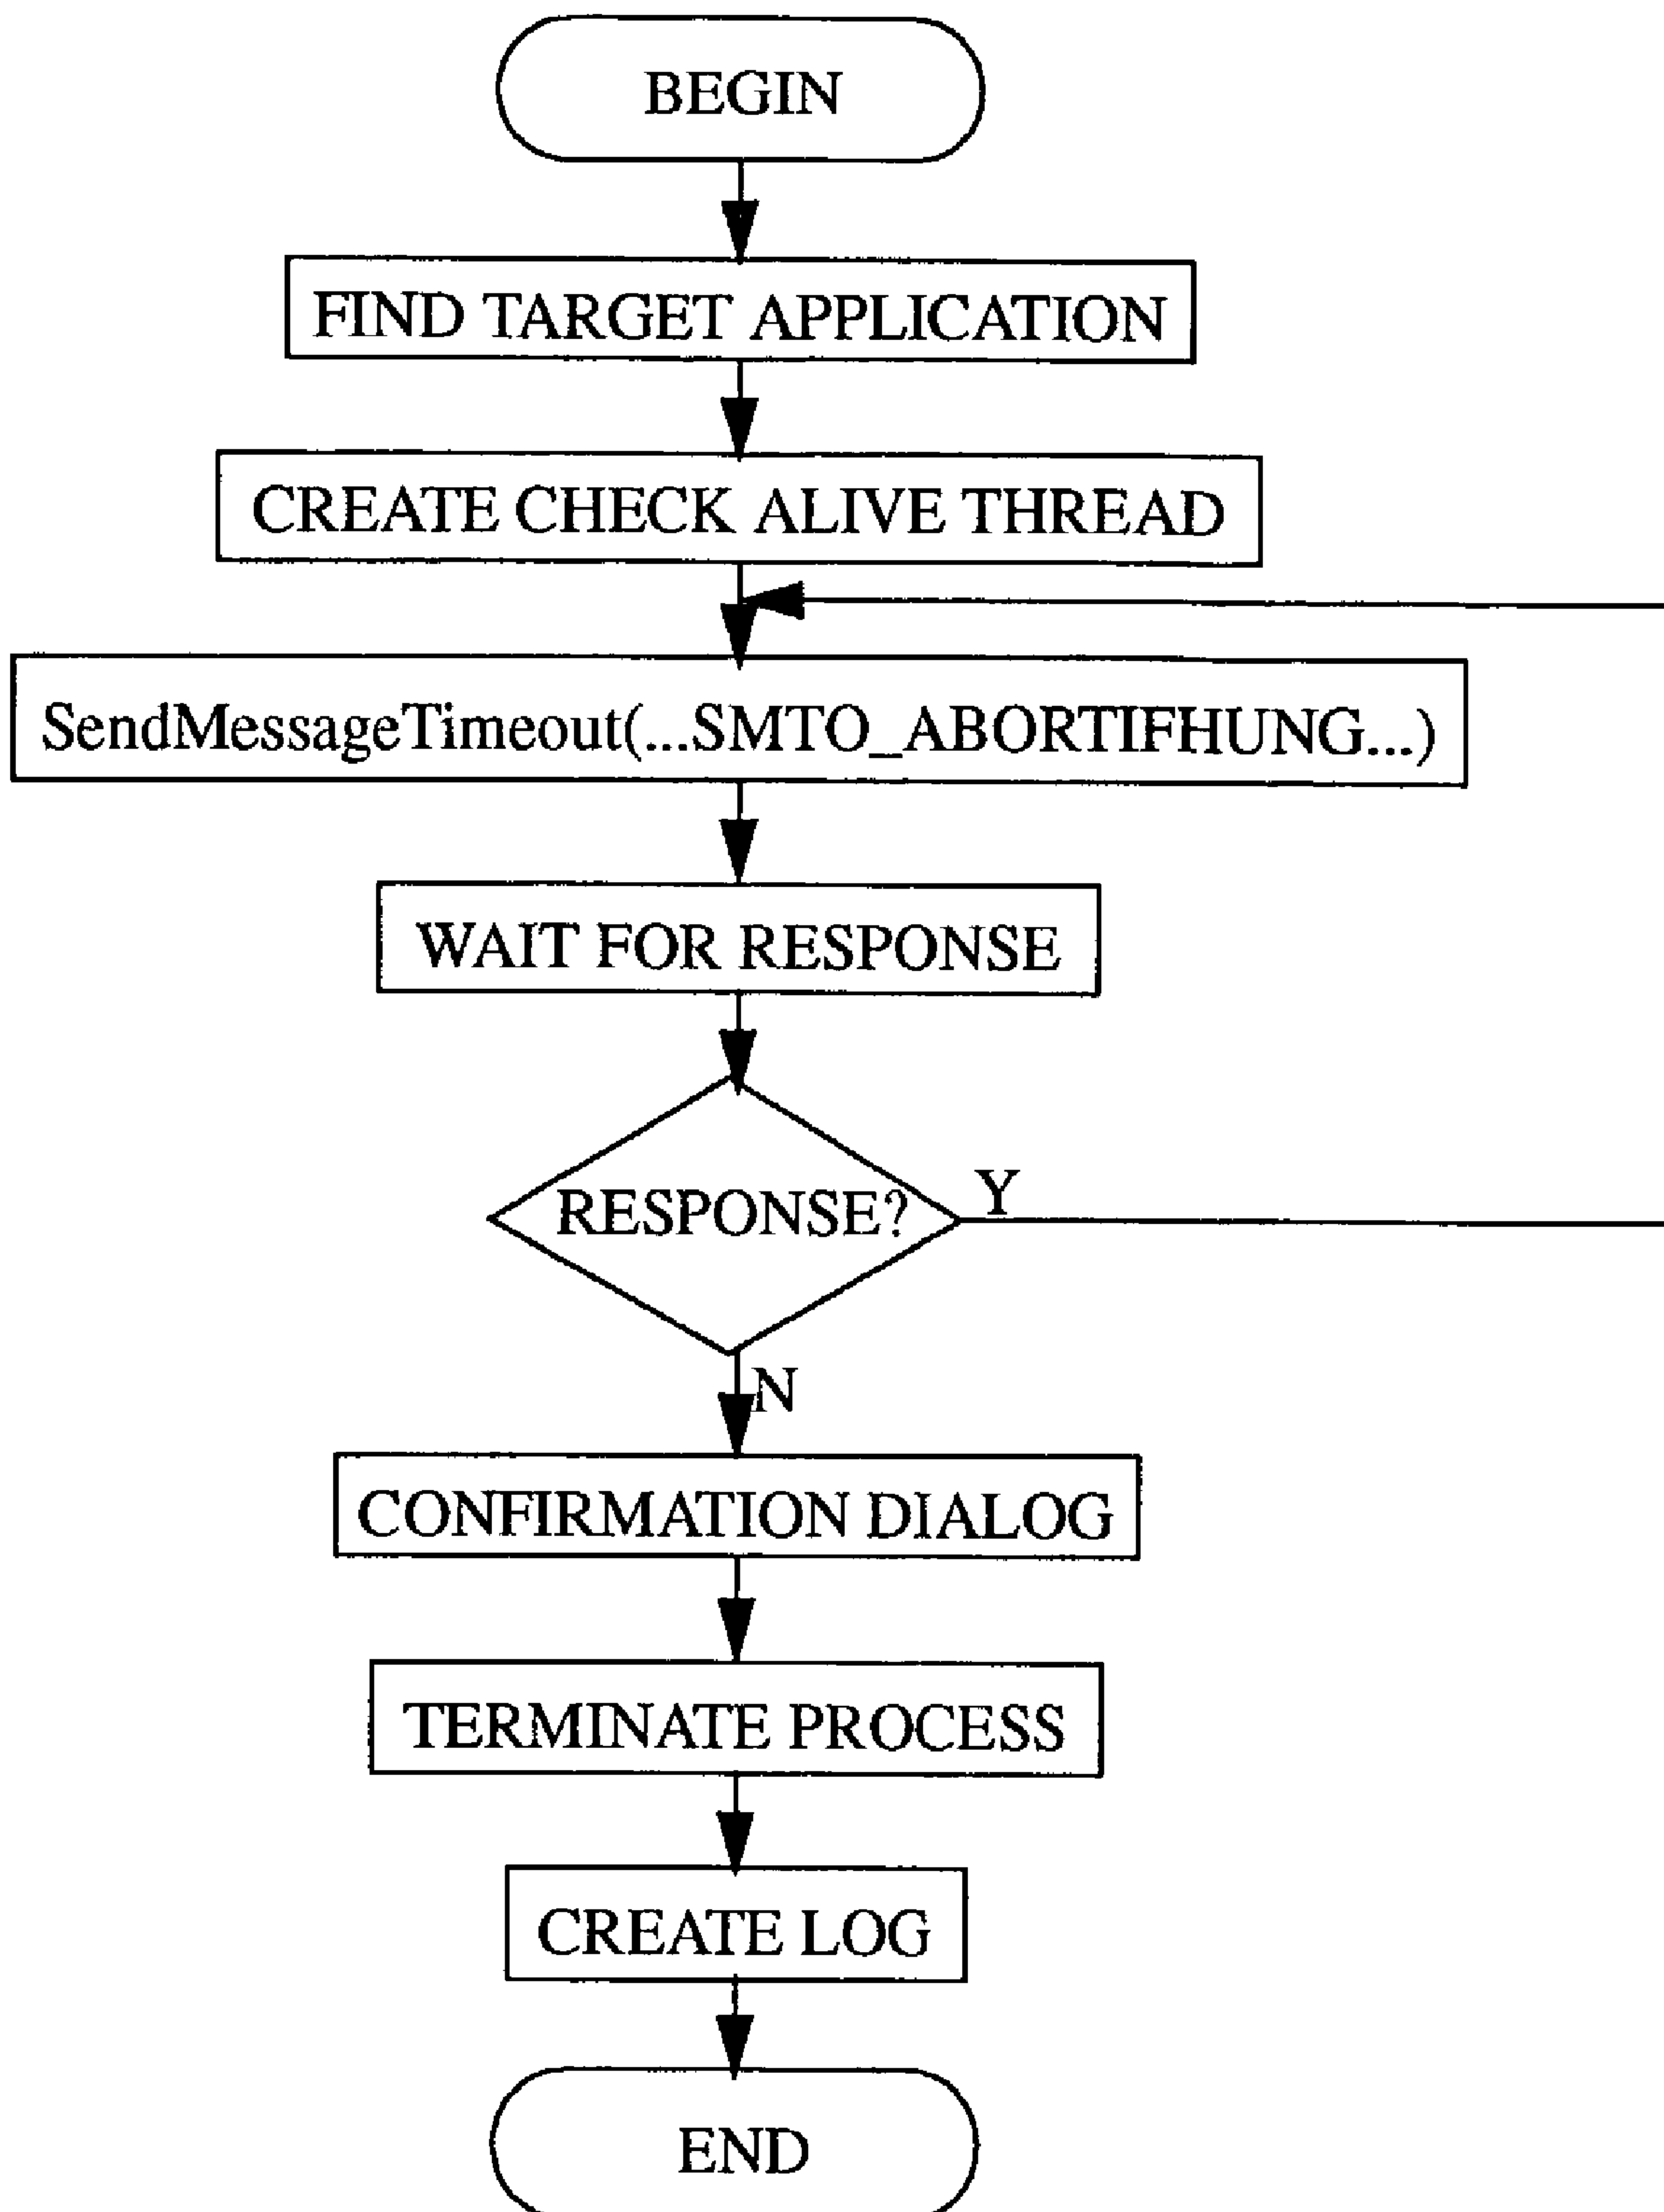 BEGIN
FIND TARGET APPLICATION
CREATE CHECK ALIVE THREAD
SendMessageTimeout(...SMTO_ABORTIFHUNG...)
WAIT FOR RESPONSE
RESPONSE?
Y
N
CONFIRMATION DIALOG
TERMINATE PROCESS
CREATE LOG
END